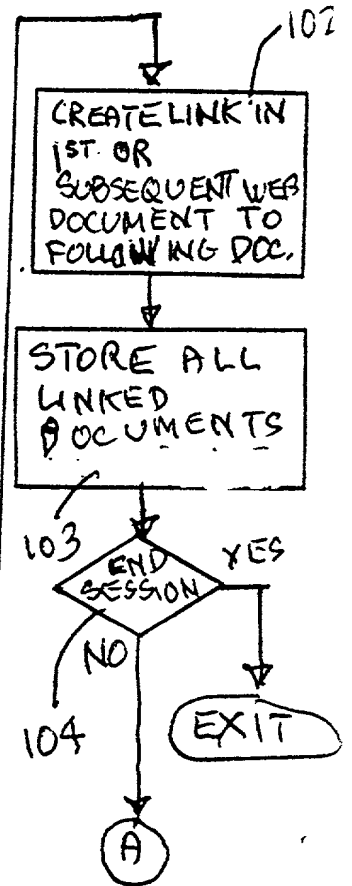 102
CREATE LINK IN
1ST. OR
SUBSEQUENT WEB
DOCUMENT TO
FOLLOWING DOC.
STORE ALL
LINKED
DOCUMENTS
103
END
SESSION
YES
NO
104
EXIT
A